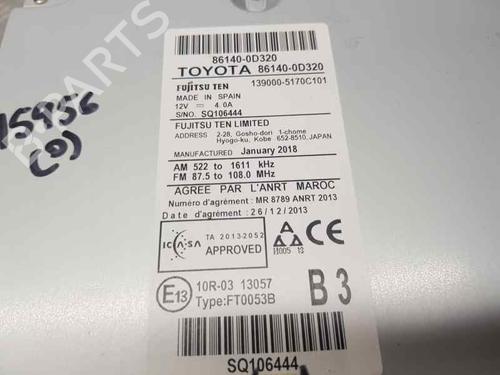 86140-0D320
TOYOTA 86140-0D320
FUJITSU TEN 139000-5170C101
MADE IN SPAIN
12V 4.0A
S/NO. SQ106444
FUJITSU TEN LIMITED
ADDRESS 2-28, Gosho-dori 1-chome
Hyogo-ku, Kobe 652-8510, JAPAN
MANUFACTURED January 2018
AM 522 to 1611 kHz
FM 87.5 to 108.0 MHz
AGREE PAR L'ANRT MAROC
Numéro d'agrément : MR 8789 ANRT 2013
Date d'agrément : 26/12/2013
ICASA
TA 2013-2052
APPROVED
CE
E13
10R-03 13057
Type:FT0053B
B 3
SQ106444
15956
(0)